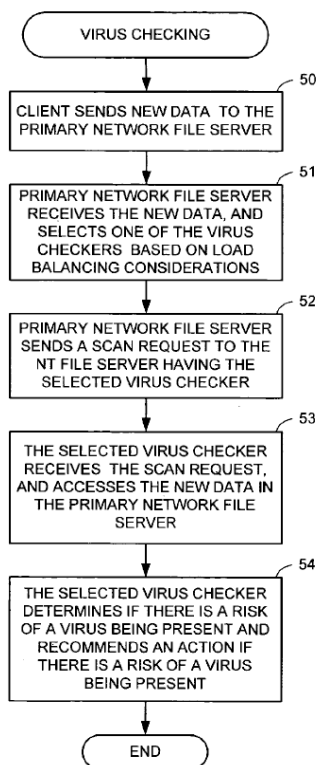 VIRUS CHECKING
50
CLIENT SENDS NEW DATA TO THE
PRIMARY NETWORK FILE SERVER
51
PRIMARY NETWORK FILE SERVER
RECEIVES THE NEW DATA, AND
SELECTS ONE OF THE VIRUS
CHECKERS BASED ON LOAD
BALANCING CONSIDERATIONS
52
PRIMARY NETWORK FILE SERVER
SENDS A SCAN REQUEST TO THE
NT FILE SERVER HAVING THE
SELECTED VIRUS CHECKER
53
THE SELECTED VIRUS CHECKER
RECEIVES THE SCAN REQUEST,
AND ACCESSES THE NEW DATA IN
THE PRIMARY NETWORK FILE
SERVER
54
THE SELECTED VIRUS CHECKER
DETERMINES IF THERE IS A RISK
OF A VIRUS BEING PRESENT AND
RECOMMENDS AN ACTION IF
THERE IS A RISK OF A VIRUS
BEING PRESENT
END